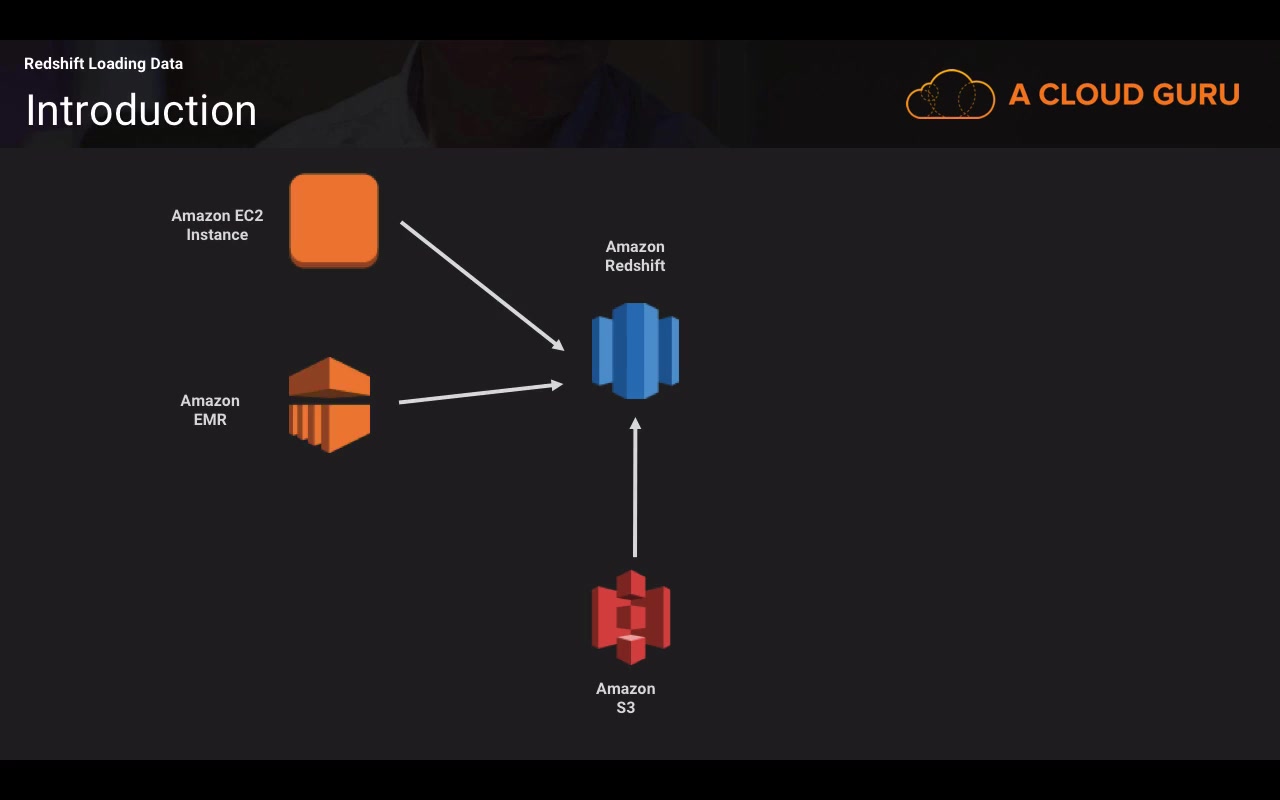 Redshift Loading Data
Introduction
A CLOUD GURU
Amazon EC2
Instance
Amazon
Redshift
Amazon
EMR
Amazon
S3